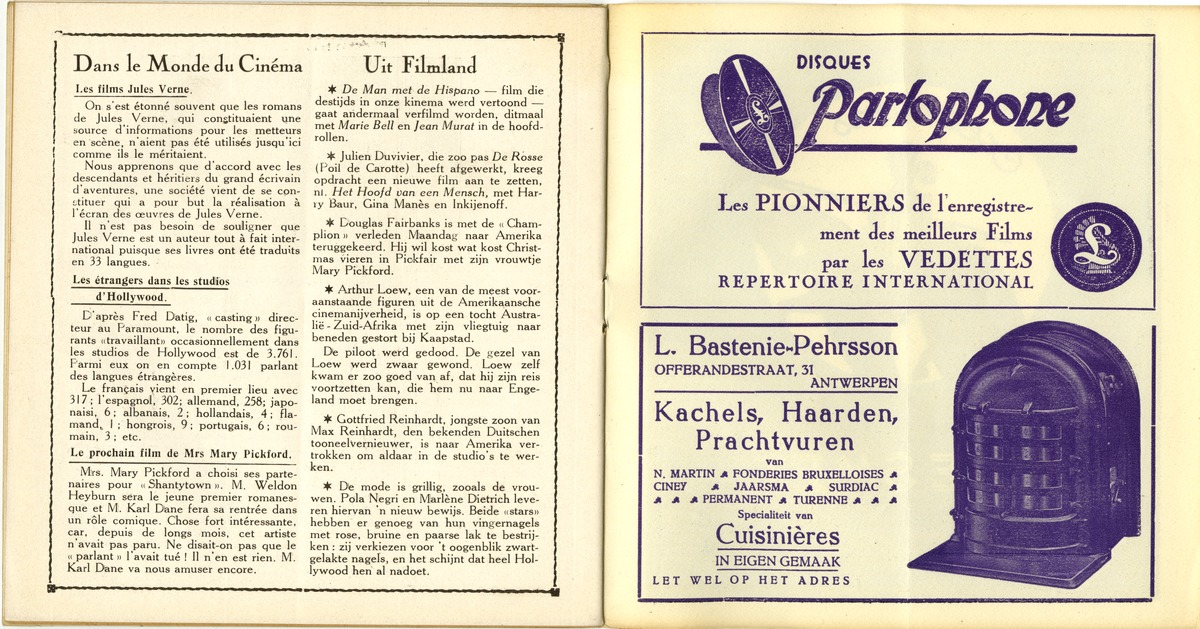 Dans le Monde du Cinéma
Les films Jules Verne.
On s'est étonné souvent que les romans
de Jules Verne, qui constituaient une
source d'informations pour les metteurs
en scène, n'aient pas été utilisés jusqu'ici
comme ils le méritaient.
Nous apprenons que d'accord avec les
descendants et héritiers du grand écrivain
d'aventures, une société vient de se con-
stituer qui a pour but la réalisation à
l'écran des œuvres de Jules Verne.
Il n'est pas besoin de souligner que
Jules Verne est un auteur tout à fait inter-
national puisque ses livres ont été traduits
en 33 langues.
Les étrangers dans les studios
d'Hollywood.
D'après Fred Datig, « casting » direc-
teur au Paramount, le nombre des figu-
rants «travaillant» occasionnellement dans
les studios de Hollywood est de 3.761.
Parmi eux on en compte 1.031 parlant
des langues étrangères.
Le français vient en premier lieu avec
317 ; l'espagnol, 302; allemand, 258; japo-
naisi, 6; albanais, 2; hollandais, 4; fla-
mand, 1; hongrois, 9; portugais, 6; rou-
main, 3; etc.
Le prochain film de Mrs Mary Pickford.
Mrs. Mary Pickford a choisi ses parte-
naires pour « Shantytown ». M. Weldon
Heyburn sera le jeune premier romanes-
que et M. Karl Dane fera sa rentrée dans
un rôle comique. Chose fort intéressante,
car, depuis de longs mois, cet artiste
n'avait pas paru. Ne disait-on pas que le
« parlant » l'avait tué ! Il n'en est rien. M.
Karl Dane va nous amuser encore.
Uit Filmland
★ De Man met de Hispano — film die
destijds in onze kinema werd vertoond —
gaat andermaal verfilmd worden, ditmaal
met Marie Bell en Jean Murat in de hoofd-
rollen.
★ Julien Duvivier, die zoo pas De Rosse
(Poil de Carotte) heeft afgewerkt, kreeg
opdracht een nieuwe film aan te zetten,
nl. Het Hoofd van een Mensch, met Har-
ry Baur, Gina Manès en Inkijenoff.
★ Douglas Fairbanks is met de « Cham-
plion » verleden Maandag naar Amerika
teruggekeerd. Hij wil kost wat kost Christ-
mas vieren in Pickfair met zijn vrouwtje
Mary Pickford.
★ Arthur Loew, een van de meest voor-
aanstaande figuren uit de Amerikaansche
cinemanijverheid, is op een tocht Austra-
lië - Zuid-Afrika met zijn vliegtuig naar
beneden gestort bij Kaapstad.
De piloot werd gedood. De gezel van
Loew werd zwaar gewond. Loew zelf
kwam er zoo goed van af, dat hij zijn reis
voortzetten kan, die hem nu naar Enge-
land moet brengen.
★ Gottfried Reinhardt, jongste zoon van
Max Reinhardt, den bekenden Duitschen
tooneelvernieuwer, is naar Amerika ver-
trokken om aldaar in de studio's te wer-
ken.
★ De mode is grillig, zooals de vrou-
wen. Pola Negri en Marlène Dietrich leve-
ren hiervan 'n nieuw bewijs. Beide «stars»
hebben er genoeg van hun vingernagels
met rose, bruine en paarse lak te bestrij-
ken : zij verkiezen voor 't oogenblik zwart-
gelakte nagels, en het schijnt dat heel Hol-
lywood hen al nadoet.
DISQUES
Parlophone
Les PIONNIERS de l'enregistre-
ment des meilleurs Films
par les VEDETTES
REPERTOIRE INTERNATIONAL
£
L. Bastenie-Pehrsson
OFFERANDESTRAAT, 31
ANTWERPEN
Kachels, Haarden,
Prachtvuren
van
N. MARTIN FONDERIES BRUXELLOISES
CINEY JAARSMA SURDIAC
PERMANENT TURENNE
Specialiteit van
Cuisinières
IN EIGEN GEMAAK
LET WEL OP HET ADRES